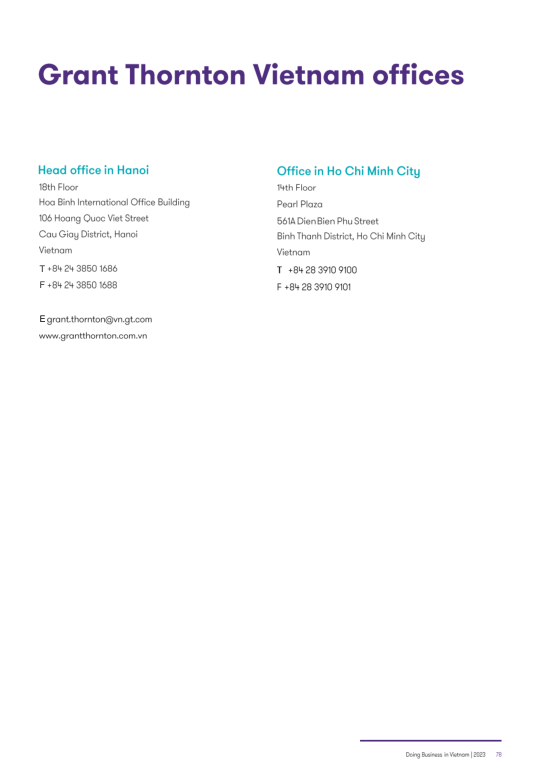 Grant Thornton Vietnam offices
Head office in Hanoi
18th Floor
Hoa Binh International Office Building
106 Hoang Quoc Viet Street
Cau Giay District, Hanoi
Vietnam
T +84 24 3850 1686
F +84 24 3850 1688
E grant.thornton@vn.gt.com
www.grantthornton.com.vn
Office in Ho Chi Minh City
14th Floor
Pearl Plaza
561A Dien Bien Phu Street
Binh Thanh District, Ho Chi Minh City
Vietnam
T +84 28 3910 9100
F +84 28 3910 9101
Doing Business in Vietnam | 2023 78